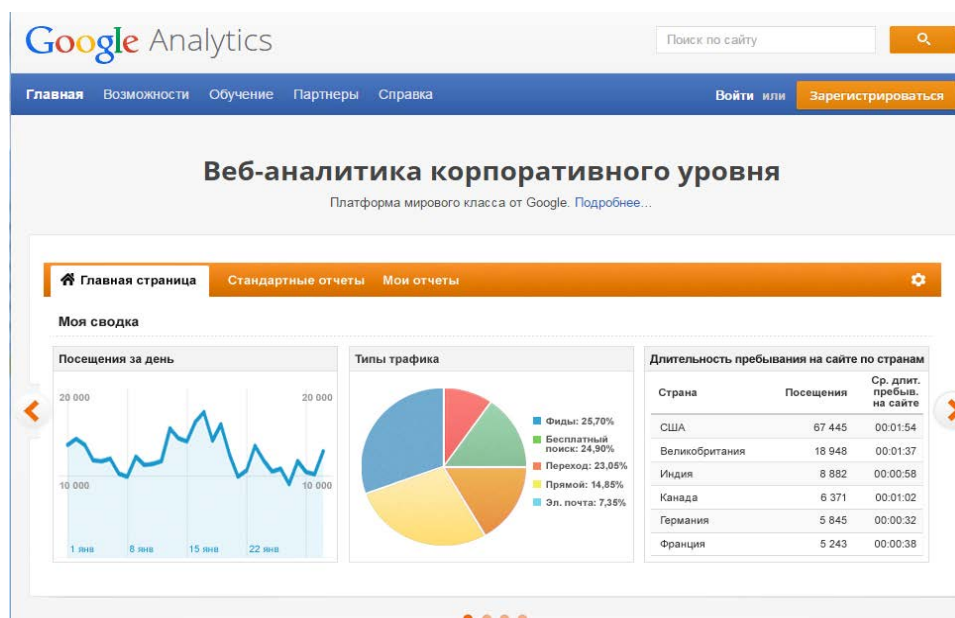 Google Analytics
Поиск по сайту
Главная Возможности Обучение Партнеры Справка
Войти или Зарегистрироваться
Веб-аналитика корпоративного уровня
Платформа мирового класса от Google. Подробнее...
Главная страница Стандартные отчеты Мои отчеты
Моя сводка
Посещения за день
20 000 20 000
10 000 10 000
1 янв 8 янв 15 янв 22 янв
Типы трафика
Фиды: 25,70%
Бесплатный
поиск: 24,90%
Переход: 23,05%
Прямой: 14,85%
Эл. почта: 7,35%
Длительность пребывания на сайте по странам
Страна Посещения Ср. длит.
пребыв.
на сайте
США 67 445 00:01:54
Великобритания 18 948 00:01:37
Индия 8 882 00:00:58
Канада 6 371 00:01:02
Германия 5 845 00:00:32
Франция 5 243 00:00:38